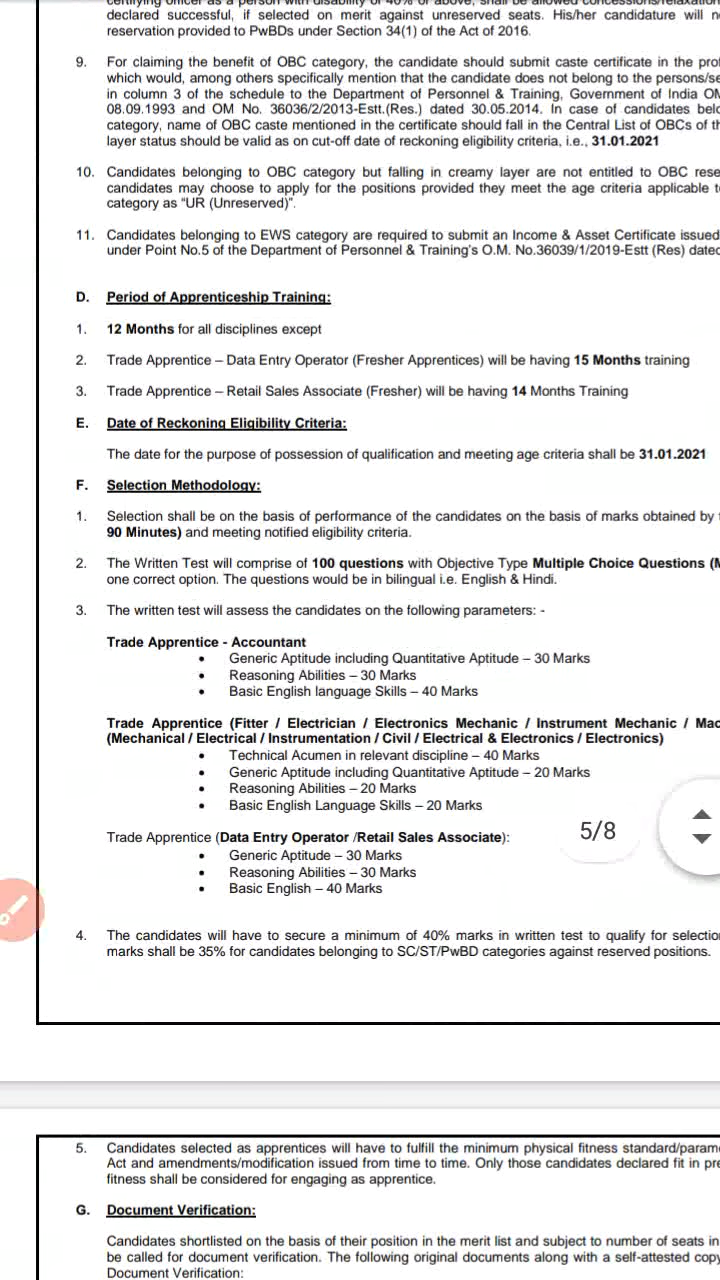 certifying officer as a person with disability of 40% or above, shall be allowed concessions/relaxation
declared successful, if selected on merit against unreserved seats. His/her candidature will n
reservation provided to PwBDs under Section 34(1) of the Act of 2016.
9. For claiming the benefit of OBC category, the candidate should submit caste certificate in the pro
which would, among others specifically mention that the candidate does not belong to the persons/se
in column 3 of the schedule to the Department of Personnel & Training, Government of India OM
08.09.1993 and OM No. 36036/2/2013-Estt.(Res.) dated 30.05.2014. In case of candidates belo
category, name of OBC caste mentioned in the certificate should fall in the Central List of OBCs of th
layer status should be valid as on cut-off date of reckoning eligibility criteria, i.e., 31.01.2021
10. Candidates belonging to OBC category but falling in creamy layer are not entitled to OBC rese
candidates may choose to apply for the positions provided they meet the age criteria applicable t
category as "UR (Unreserved)".
11. Candidates belonging to EWS category are required to submit an Income & Asset Certificate issued
under Point No.5 of the Department of Personnel & Training's O.M. No.36039/1/2019-Estt (Res) dated
D. Period of Apprenticeship Training:
1. 12 Months for all disciplines except
2. Trade Apprentice – Data Entry Operator (Fresher Apprentices) will be having 15 Months training
3. Trade Apprentice – Retail Sales Associate (Fresher) will be having 14 Months Training
E. Date of Reckoning Eligibility Criteria:
The date for the purpose of possession of qualification and meeting age criteria shall be 31.01.2021
F. Selection Methodology:
1. Selection shall be on the basis of performance of the candidates on the basis of marks obtained by
90 Minutes) and meeting notified eligibility criteria.
2. The Written Test will comprise of 100 questions with Objective Type Multiple Choice Questions (M
one correct option. The questions would be in bilingual i.e. English & Hindi.
3. The written test will assess the candidates on the following parameters: -
Trade Apprentice - Accountant
• Generic Aptitude including Quantitative Aptitude – 30 Marks
• Reasoning Abilities – 30 Marks
• Basic English language Skills – 40 Marks
Trade Apprentice (Fitter / Electrician / Electronics Mechanic / Instrument Mechanic / Mac
(Mechanical / Electrical / Instrumentation / Civil / Electrical & Electronics / Electronics)
• Technical Acumen in relevant discipline – 40 Marks
• Generic Aptitude including Quantitative Aptitude – 20 Marks
• Reasoning Abilities – 20 Marks
• Basic English Language Skills – 20 Marks
5/8
Trade Apprentice (Data Entry Operator /Retail Sales Associate):
• Generic Aptitude – 30 Marks
• Reasoning Abilities – 30 Marks
• Basic English – 40 Marks
4. The candidates will have to secure a minimum of 40% marks in written test to qualify for selectio
marks shall be 35% for candidates belonging to SC/ST/PwBD categories against reserved positions.
5. Candidates selected as apprentices will have to fulfill the minimum physical fitness standard/param
Act and amendments/modification issued from time to time. Only those candidates declared fit in pre
fitness shall be considered for engaging as apprentice.
G. Document Verification:
Candidates shortlisted on the basis of their position in the merit list and subject to number of seats in
be called for document verification. The following original documents along with a self-attested copy
Document Verification: